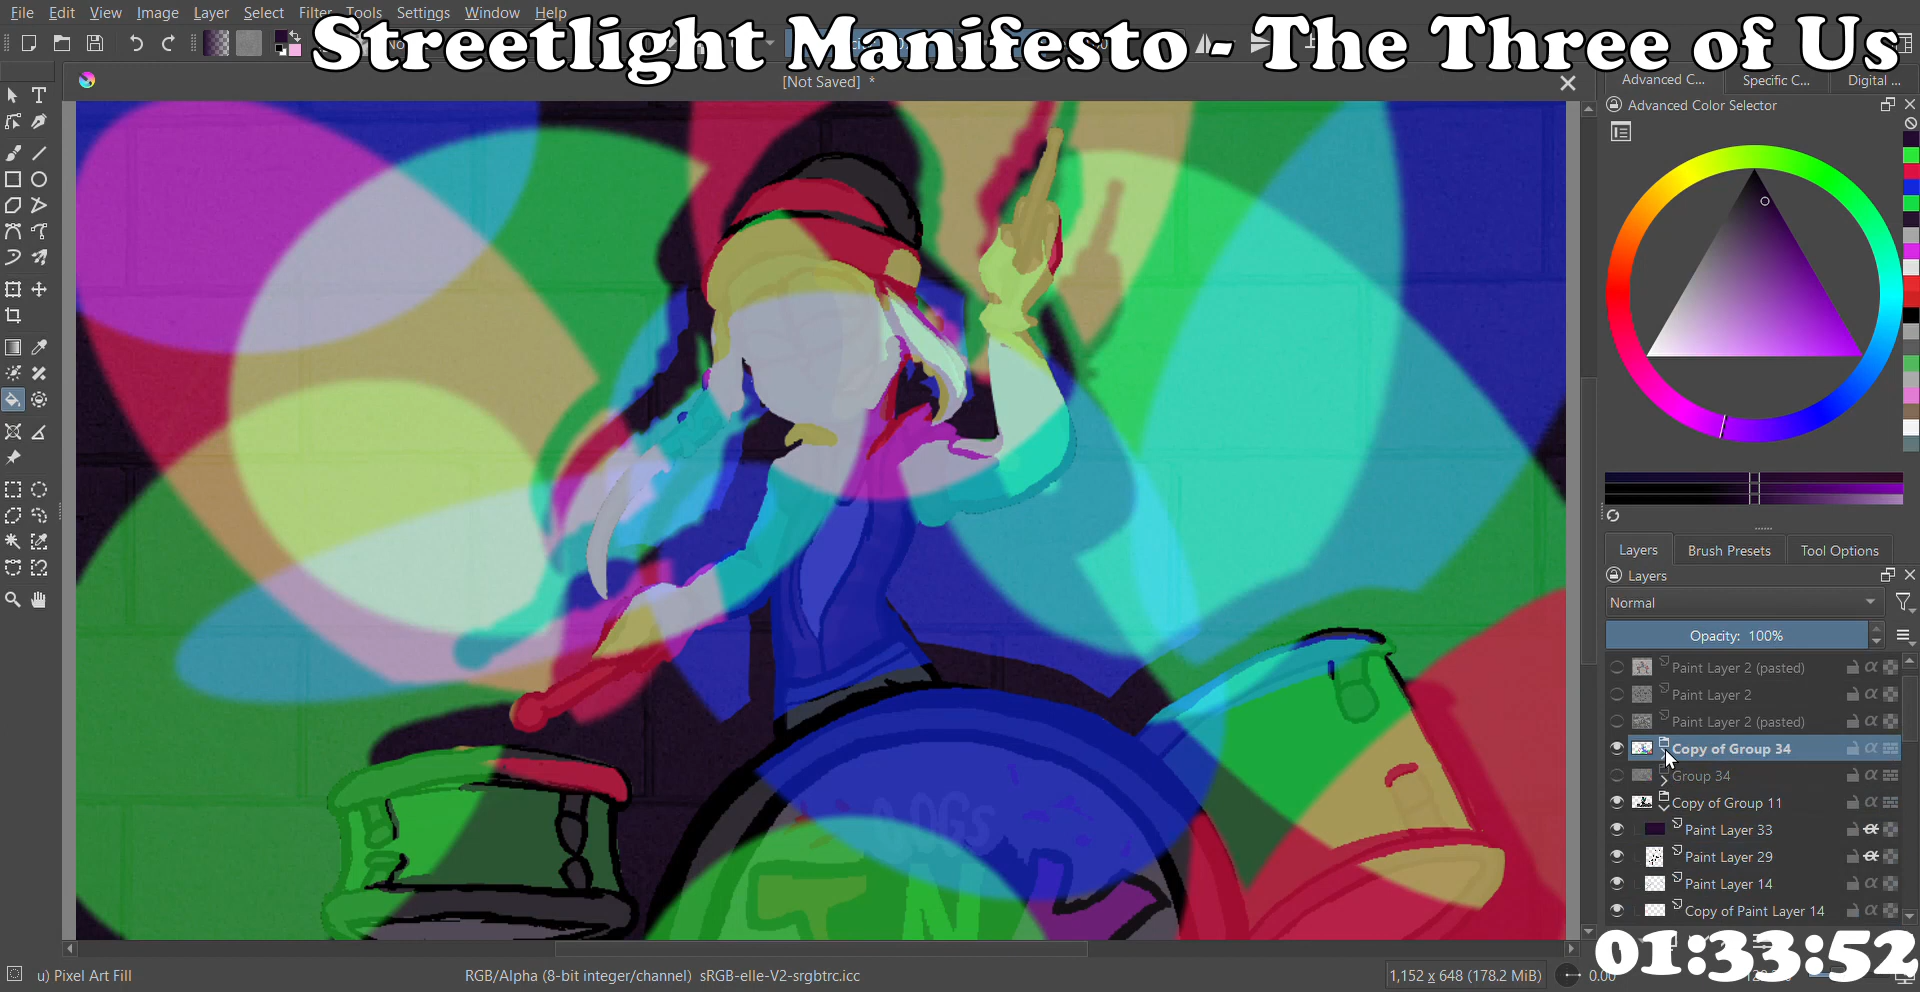 File Edit View Image Layer Select Filter Tools Settings Window Help
Streetlight Manifesto - The Three of Us
[Not Saved] *
Advanced C... Specific C... Digital ...
Advanced Color Selector
Layers Brush Presets Tool Options
Layers
Normal
Opacity: 100%
Paint Layer 2 (pasted)
Paint Layer 2
Paint Layer 2 (pasted)
Copy of Group 34
Group 34
Copy of Group 11
Paint Layer 33
Paint Layer 29
Paint Layer 14
Copy of Paint Layer 14
01:33:52
u) Pixel Art Fill
RGB/Alpha (8-bit integer/channel) sRGB-elle-V2-srgbtrc.icc
1,152 x 648 (178.2 MiB)